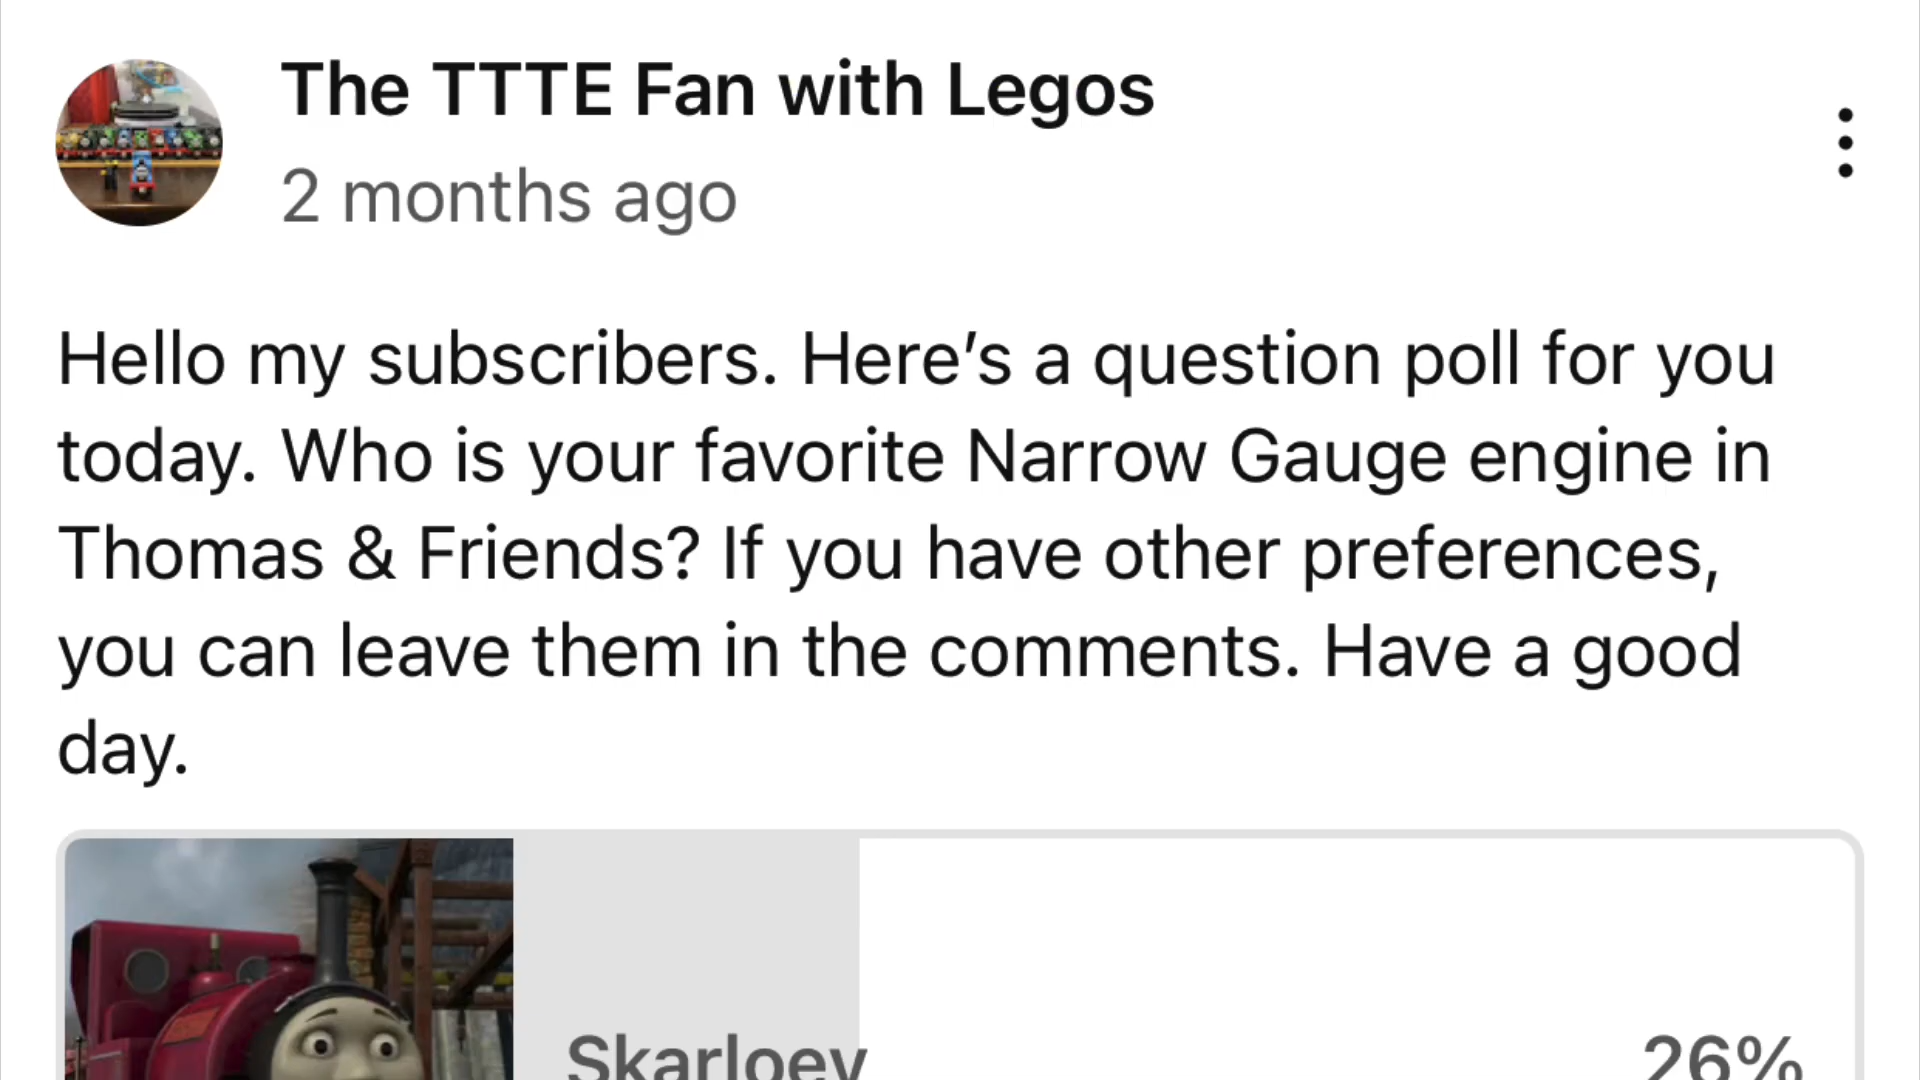 The TTTE Fan with Legos
2 months ago
Hello my subscribers. Here’s a question poll for you
today. Who is your favorite Narrow Gauge engine in
Thomas & Friends? If you have other preferences,
you can leave them in the comments. Have a good
day.
Skarloey
26%